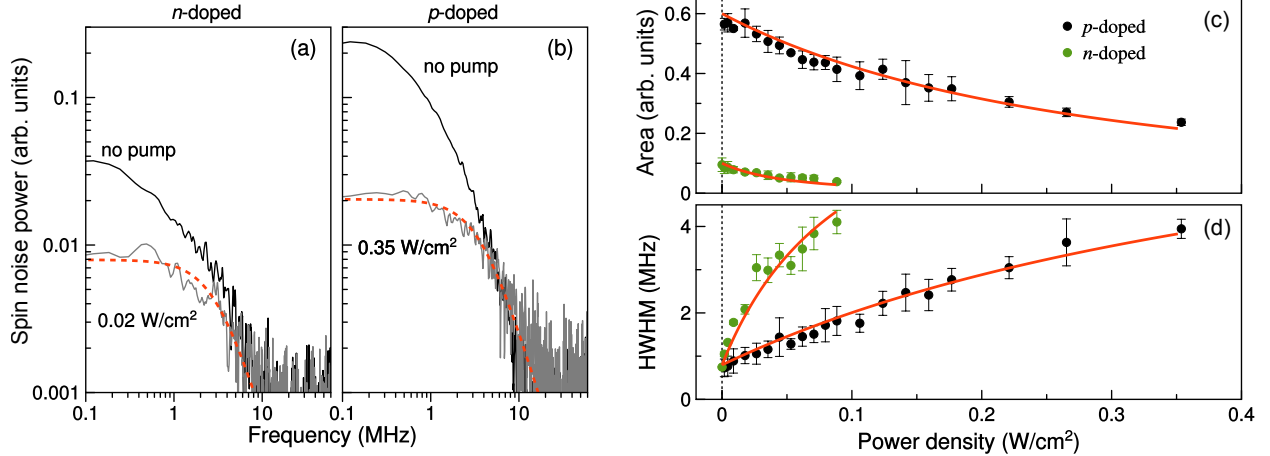 n-doped
p-doped
(a)
(b)
no pump
no pump
0.02 W/cm²
0.35 W/cm²
Spin noise power (arb. units)
0.1
0.01
0.001
0.1
1
10
0.1
1
10
Frequency (MHz)
(c)
p-doped
n-doped
Area (arb. units)
0.6
0.4
0.2
0
(d)
HWHM (MHz)
4
2
0
0
0.1
0.2
0.3
0.4
Power density (W/cm²)